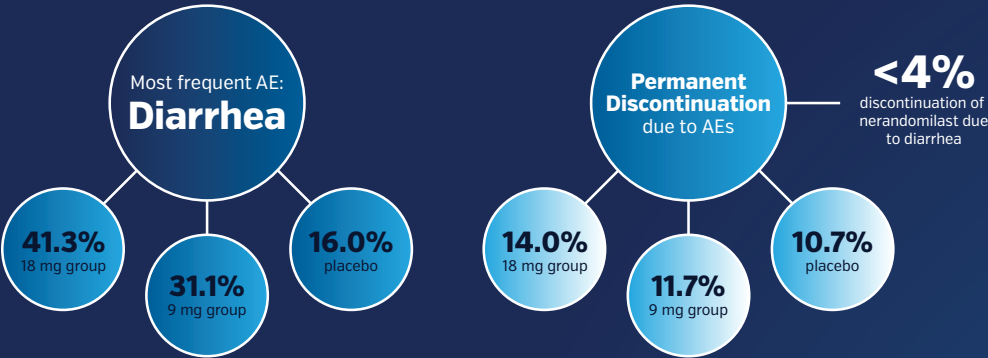 Most frequent AE:
Diarrhea
41.3%
18 mg group
31.1%
9 mg group
16.0%
placebo
Permanent
Discontinuation
due to AEs
<4%
discontinuation of
nerandomilast due
to diarrhea
14.0%
18 mg group
11.7%
9 mg group
10.7%
placebo